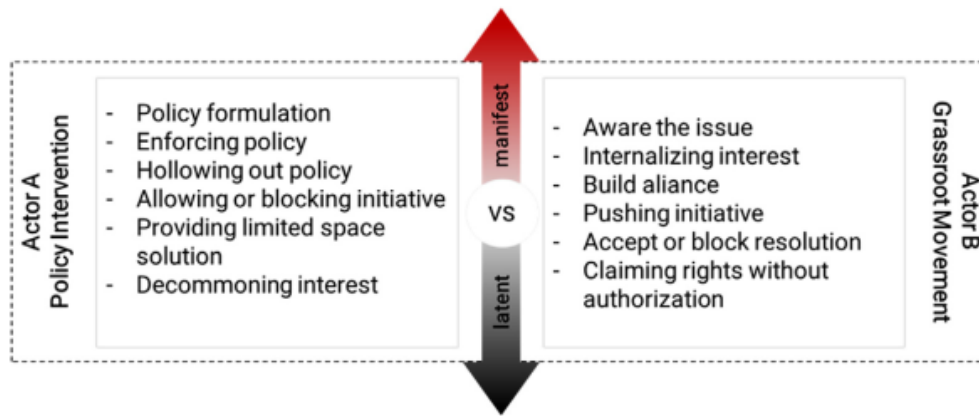 Actor A
Policy Intervention
- Policy formulation
- Enforcing policy
- Hollowing out policy
- Allowing or blocking initiative
- Providing limited space
solution
- Decommoning interest
manifest
vs
latent
- Aware the issue
- Internalizing interest
- Build aliance
- Pushing initiative
- Accept or block resolution
- Claiming rights without
authorization
Actor B
Grassroot Movement